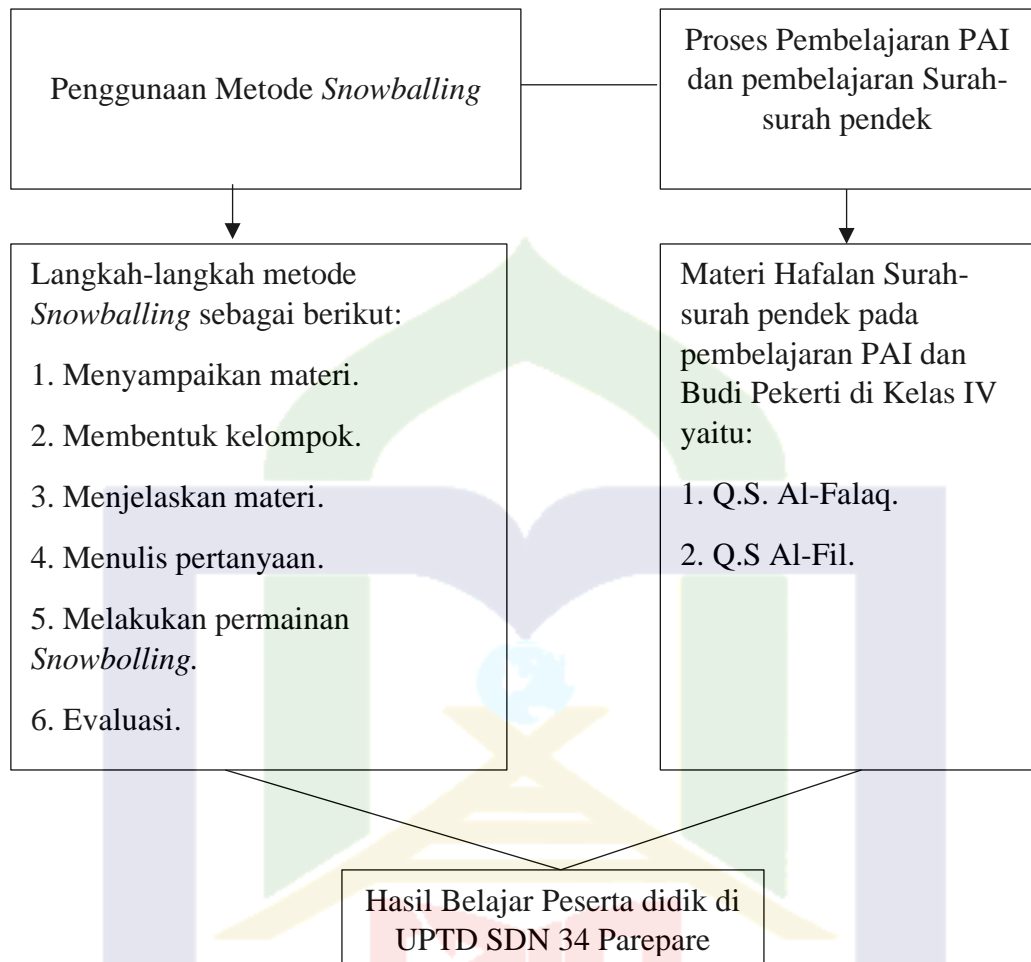 Penggunaan Metode Snowballing
Proses Pembelajaran PAI
dan pembelajaran Surah-
surah pendek
Langkah-langkah metode
Snowballing sebagai berikut:
1. Menyampaikan materi.
2. Membentuk kelompok.
3. Menjelaskan materi.
4. Menulis pertanyaan.
5. Melakukan permainan
Snowbolling.
6. Evaluasi.
Materi Hafalan Surah-
surah pendek pada
pembelajaran PAI dan
Budi Pekerti di Kelas IV
yaitu:
1. Q.S. Al-Falaq.
2. Q.S Al-Fil.
Hasil Belajar Peserta didik di
UPTD SDN 34 Parepare